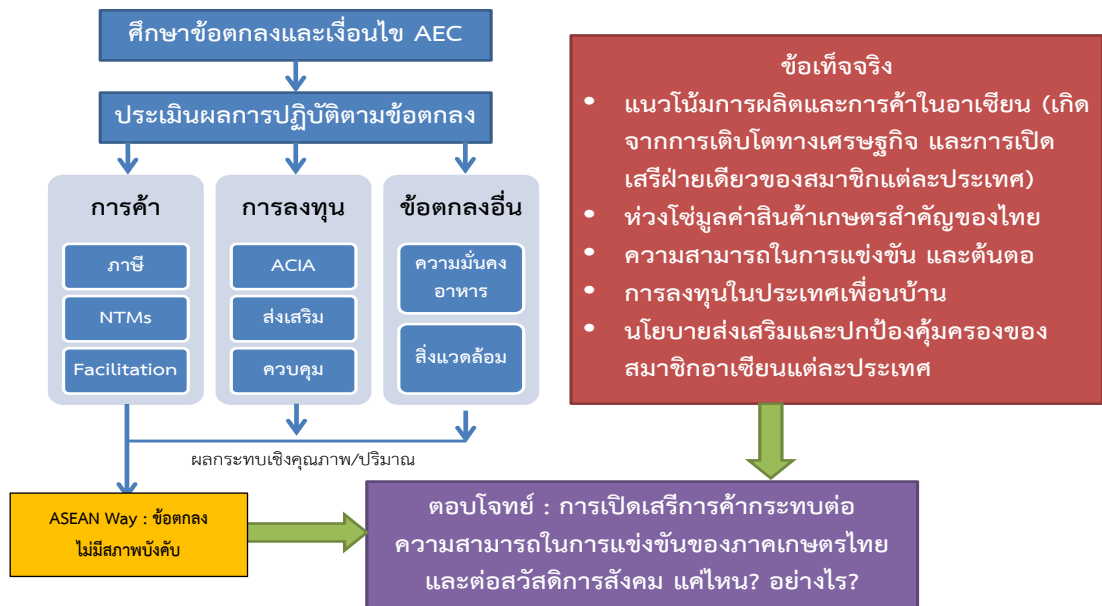 ศึกษาข้อตกลงและเงื่อนไข AEC
ประเมินผลการปฏิบัติตามข้อตกลง
การค้า
ภาษี
NTMs
Facilitation
การลงทุน
ACIA
ส่งเสริม
ควบคุม
ข้อตกลงอื่น
ความมั่นคง
อาหาร
สิ่งแวดล้อม
ผลกระทบเชิงคุณภาพ/ปริมาณ
ASEAN Way : ข้อตกลง
ไม่มีสภาพบังคับ
ข้อเท็จจริง
• แนวโน้มการผลิตและการค้าในอาเซียน (เกิด
จากการเติบโตทางเศรษฐกิจ และการเปิด
เสรีฝ่ายเดียวของสมาชิกแต่ละประเทศ)
• ห่วงโซ่มูลค่าสินค้าเกษตรสำคัญของไทย
• ความสามารถในการแข่งขัน และต้นตอ
• การลงทุนในประเทศเพื่อนบ้าน
• นโยบายส่งเสริมและปกป้องคุ้มครองของ
สมาชิกอาเซียนแต่ละประเทศ
ตอบโจทย์ : การเปิดเสรีการค้ากระทบต่อ
ความสามารถในการแข่งขันของภาคเกษตรไทย
และต่อสวัสดิการสังคม แค่ไหน? อย่างไร?